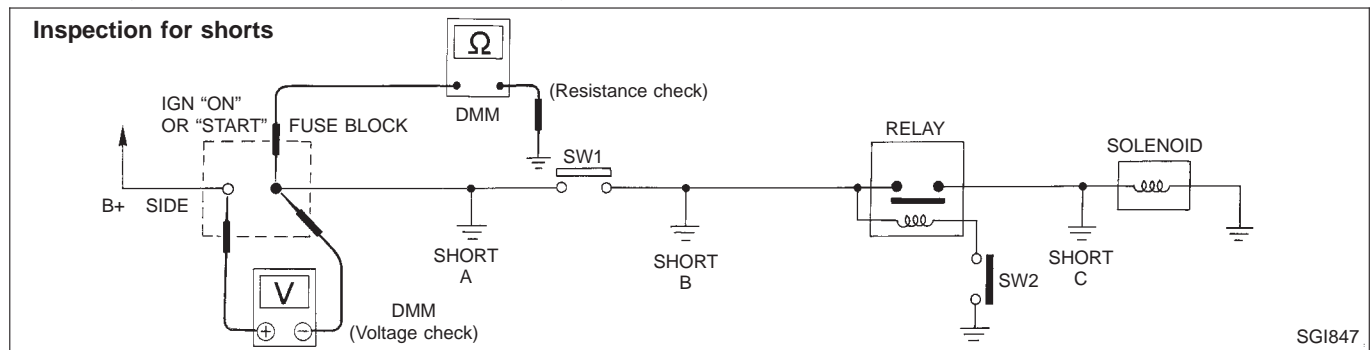 Inspection for shorts
Ω
(Resistance check)
DMM
IGN “ON”
OR “START”
FUSE BLOCK
RELAY
SOLENOID
SW1
B+ SIDE
SHORT
A
SHORT
B
SHORT
C
SW2
V
+ −
DMM
(Voltage check)
SGI847